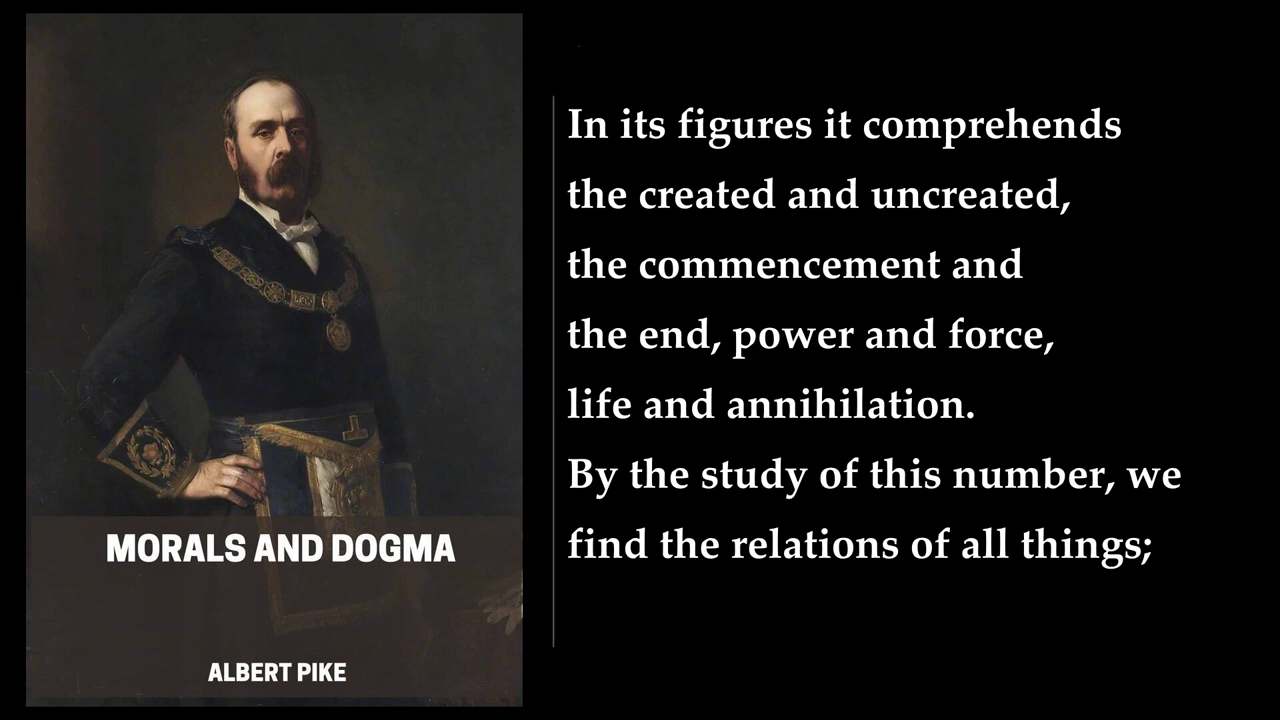 MORALS AND DOGMA
ALBERT PIKE
In its figures it comprehends
the created and uncreated,
the commencement and
the end, power and force,
life and annihilation.
By the study of this number, we
find the relations of all things;